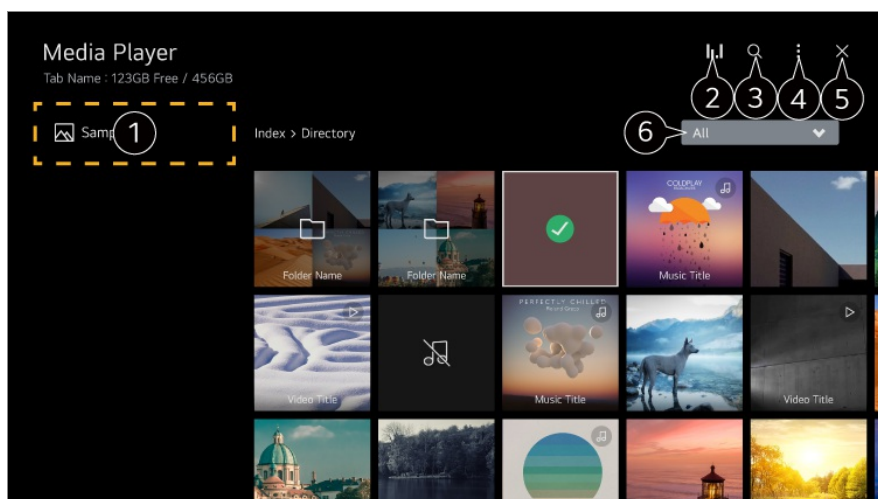 Media Player
Tab Name : 123GB Free / 456GB
2
3
4
5
Samp
1
Index > Directory
6
All
Folder Name
Folder Name
COLDPLAY
Music Title
Video Title
PERFECTLY CHILLED
Music Title
Video Title